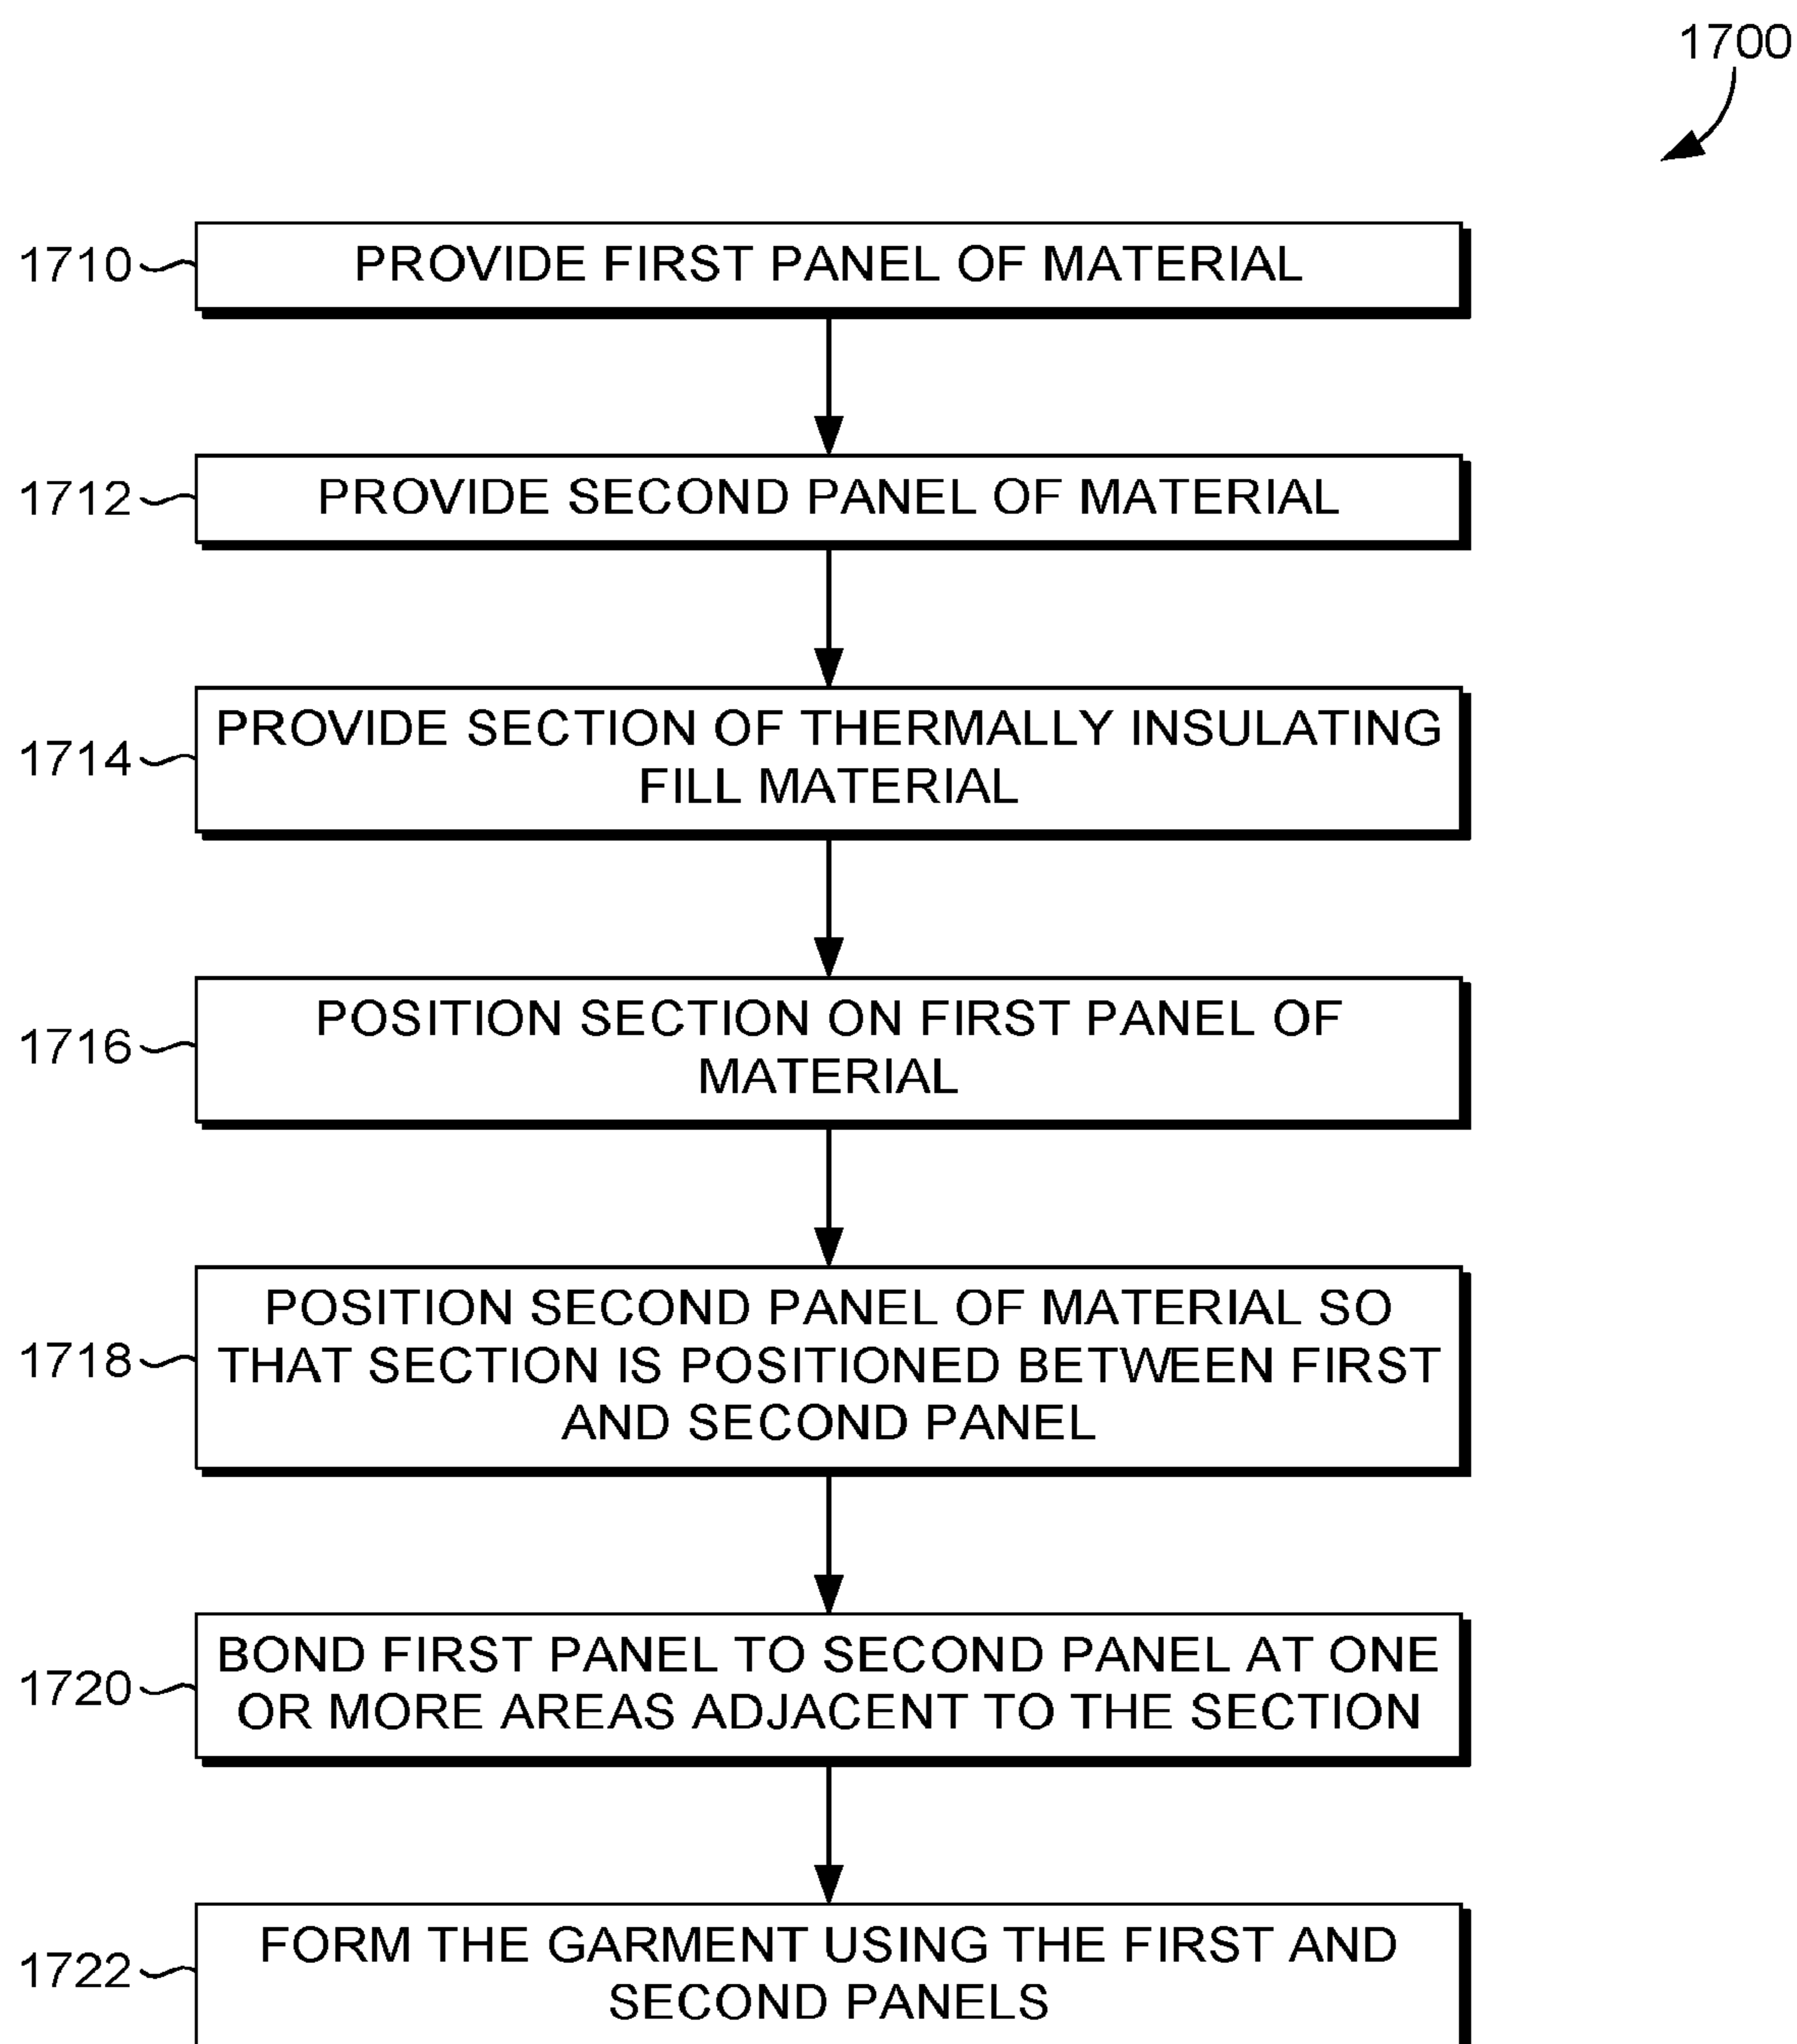 1700
1710
PROVIDE FIRST PANEL OF MATERIAL
1712
PROVIDE SECOND PANEL OF MATERIAL
1714
PROVIDE SECTION OF THERMALLY INSULATING
FILL MATERIAL
1716
POSITION SECTION ON FIRST PANEL OF
MATERIAL
1718
POSITION SECOND PANEL OF MATERIAL SO
THAT SECTION IS POSITIONED BETWEEN FIRST
AND SECOND PANEL
1720
BOND FIRST PANEL TO SECOND PANEL AT ONE
OR MORE AREAS ADJACENT TO THE SECTION
1722
FORM THE GARMENT USING THE FIRST AND
SECOND PANELS